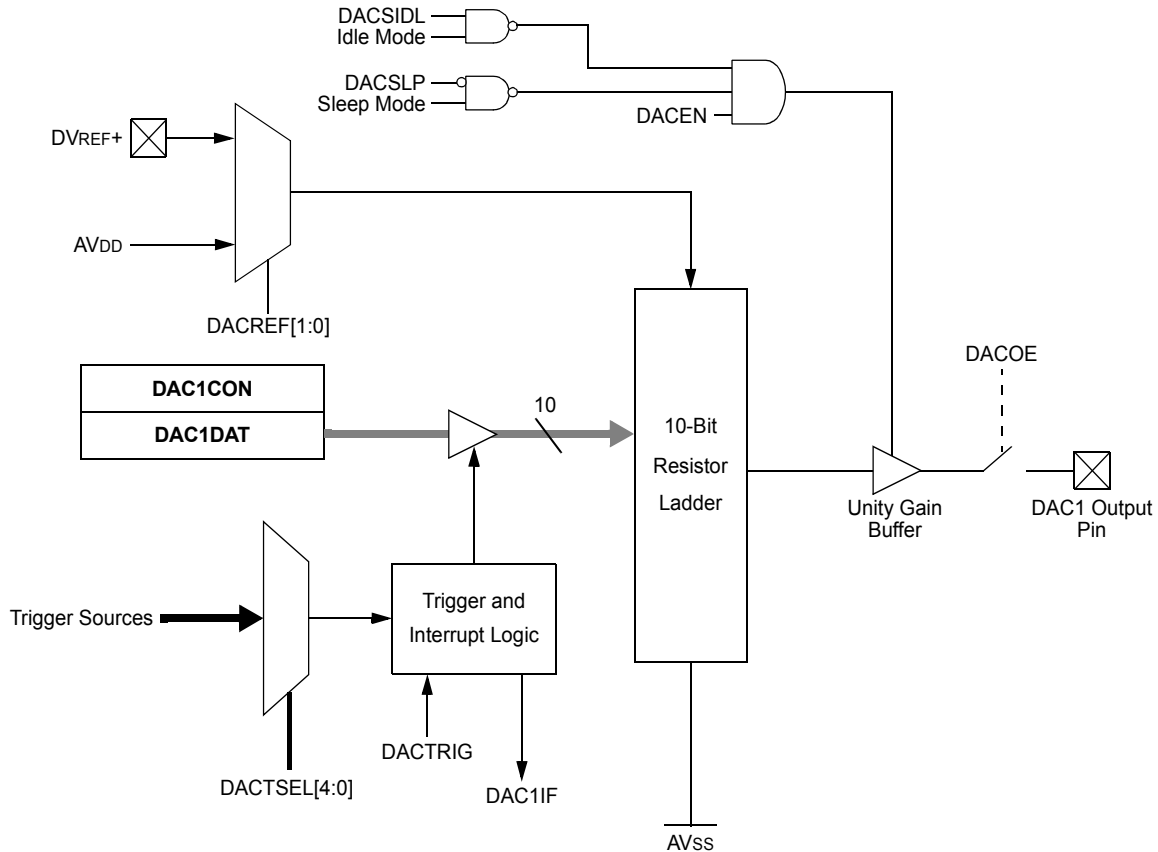 DACSIDL
Idle Mode
DACSLP
Sleep Mode
DACEN
DVREF+
AVDD
DACREF[1:0]
DACOE
DAC1CON
DAC1DAT
10
10-Bit
Resistor
Ladder
Unity Gain
Buffer
DAC1 Output
Pin
Trigger Sources
Trigger and
Interrupt Logic
DACTRIG
DACTSEL[4:0]
DAC1IF
AVSS